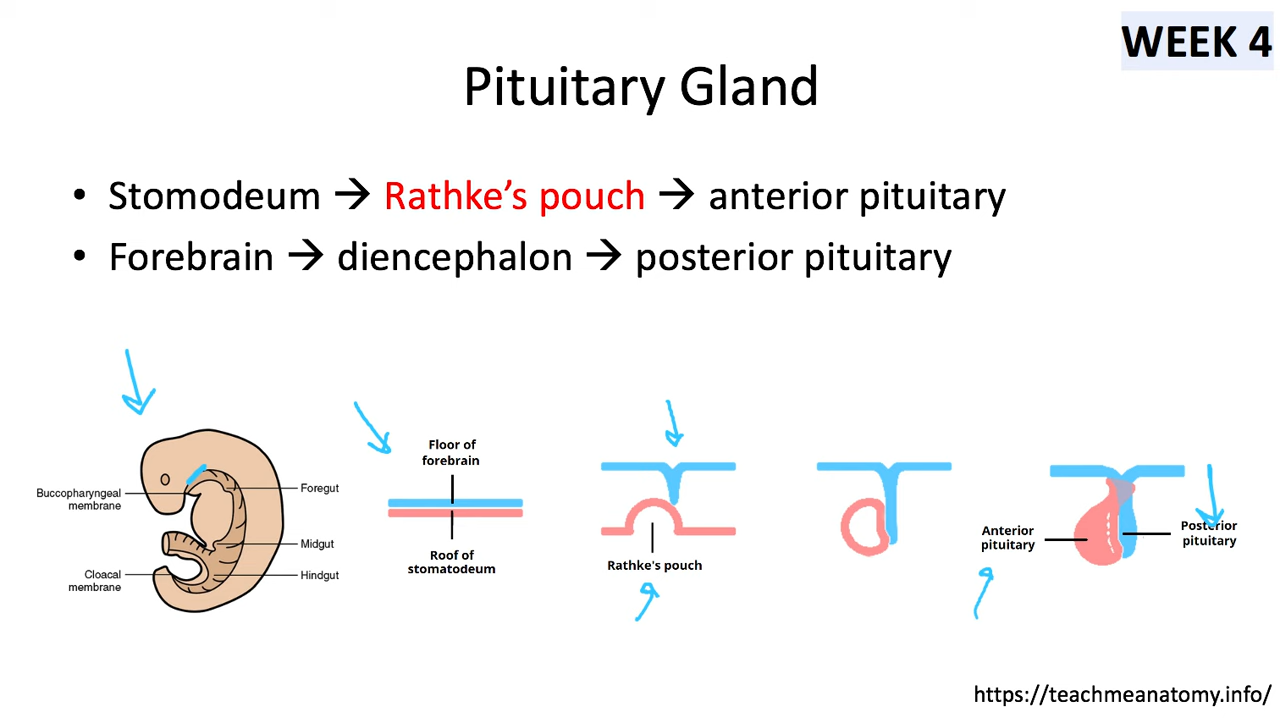 WEEK 4
Pituitary Gland
• Stomodeum → Rathke's pouch → anterior pituitary
• Forebrain → diencephalon → posterior pituitary
Buccopharyngeal
membrane
Foregut
Midgut
Cloacal
membrane
Hindgut
Floor of
forebrain
Roof of
stomatodeum
Rathke's pouch
Anterior
pituitary
Posterior
pituitary
https://teachmeanatomy.info/